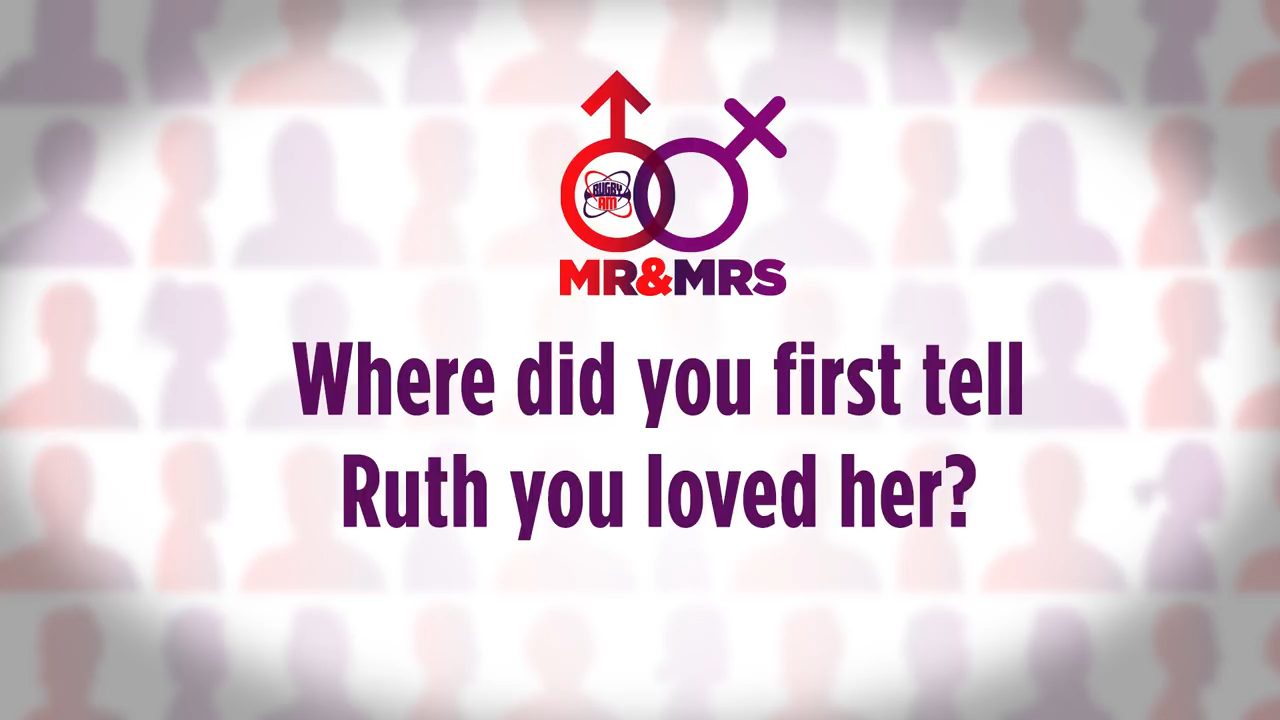 RUGBY
AM
MR&MRS
Where did you first tell
Ruth you loved her?